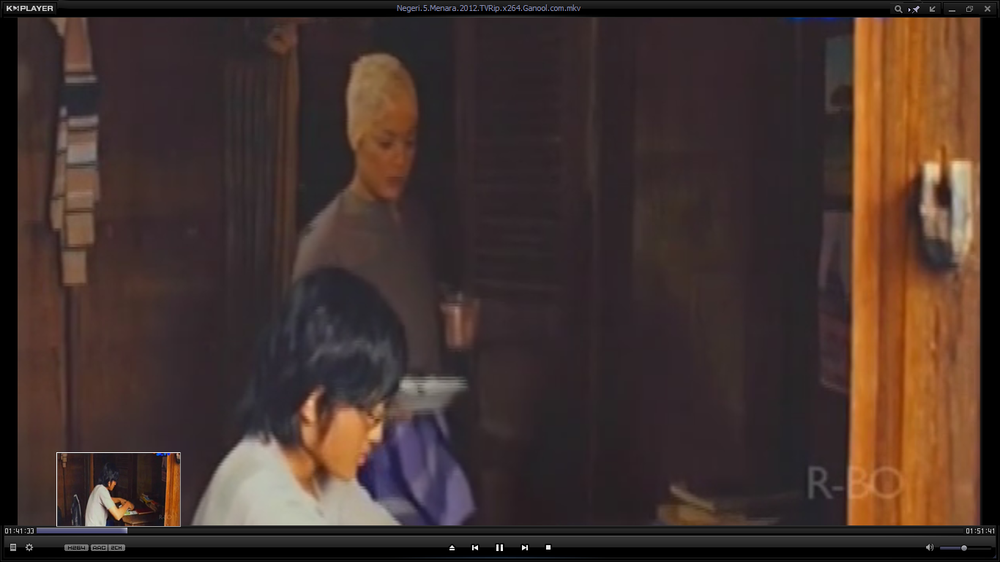 KMPLAYER
Negeri.5.Menara.2012.TVRip.x264.Ganool.com.mkv
R-BO
01:41:33
01:51:41
H264 AAC 2CH